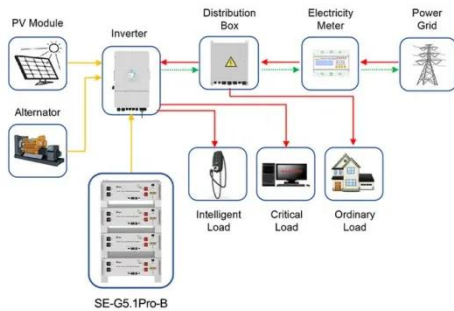 PV Module
Inverter
Distribution
Box
Electricity
Meter
Power
Grid
Alternator
Intelligent
Load
Critical
Load
Ordinary
Load
SE-G5.1Pro-B